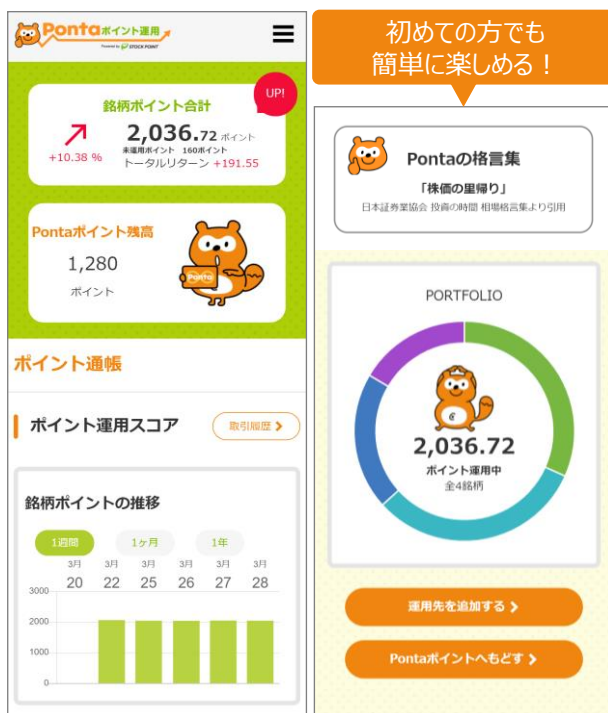 Pontaポイント運用
Powered by STOCK POINT
UP!
銘柄ポイント合計
+10.38 %
2,036.72 ポイント
未運用ポイント 160ポイント
トータルリターン +191.55
Pontaポイント残高
1,280
ポイント
Ponta
ポイント通帳
ポイント運用スコア
取引履歴
銘柄ポイントの推移
1週間 1ヶ月 1年
3月 3月 3月 3月 3月 3月
20 22 25 26 27 28
3000
2000
1000
0
初めての方でも
簡単に楽しめる！
Pontaの格言集
「株価の里帰り」
日本証券業協会 投資の時間 相場格言集より引用
PORTFOLIO
2,036.72
ポイント運用中
全4銘柄
運用先を追加する
Pontaポイントへもどす